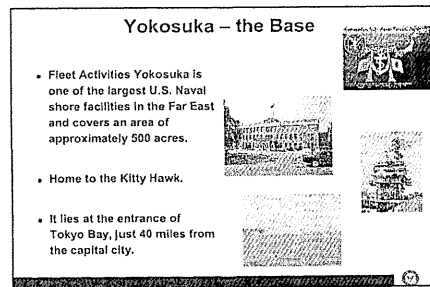 Yokosuka – the Base
• Fleet Activities Yokosuka is
one of the largest U.S. Naval
shore facilities in the Far East
and covers an area of
approximately 500 acres.
• Home to the Kitty Hawk.
• It lies at the entrance of
Tokyo Bay, just 40 miles from
the capital city.